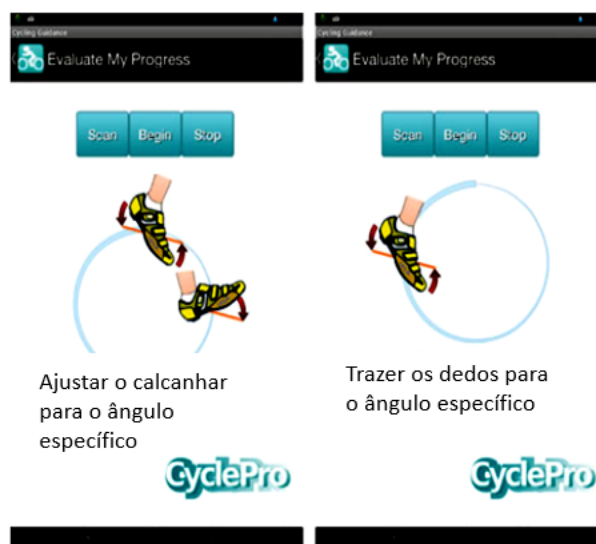 Cycling Guidance
Evaluate My Progress
Scan Begin Stop
Ajustar o calcanhar
para o ângulo
específico
CyclePro
Cycling Guidance
Evaluate My Progress
Scan Begin Stop
Trazer os dedos para
o ângulo específico
CyclePro